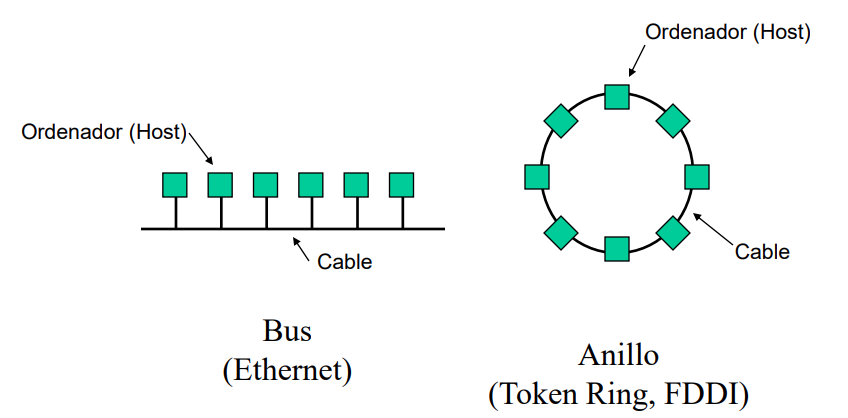 Ordenador (Host)
Cable
Bus
(Ethernet)
Ordenador (Host)
Cable
Anillo
(Token Ring, FDDI)